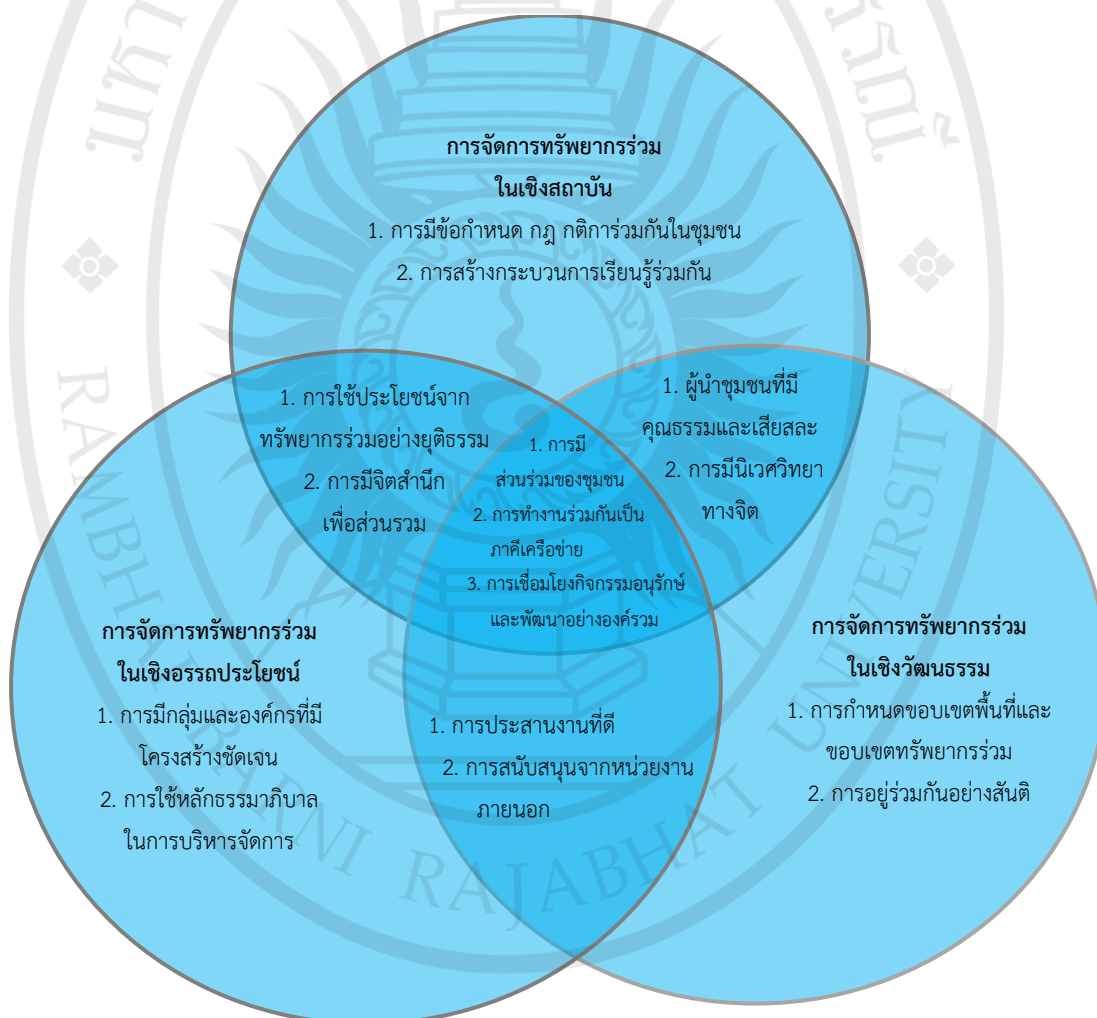 การจัดการทรัพยากรร่วม
ในเชิงสถาบัน
1. การมีข้อกำหนด กฎ กติการ่วมกันในชุมชน
2. การสร้างกระบวนการเรียนรู้ร่วมกัน
1. การใช้ประโยชน์จาก
ทรัพยากรร่วมอย่างยุติธรรม
2. การมีจิตสำนึก
เพื่อส่วนรวม
1. การมี
ส่วนร่วมของชุมชน
2. การทำงานร่วมกันเป็น
ภาคีเครือข่าย
3. การเชื่อมโยงกิจกรรมอนุรักษ์
และพัฒนาอย่างองค์รวม
1. ผู้นำชุมชนที่มี
คุณธรรมและเสียสละ
2. การมีนิเวศวิทยา
ทางจิต
การจัดการทรัพยากรร่วม
ในเชิงอรรถประโยชน์
1. การมีกลุ่มและองค์กรที่มี
โครงสร้างชัดเจน
2. การใช้หลักธรรมาภิบาล
ในการบริหารจัดการ
1. การประสานงานที่ดี
2. การสนับสนุนจากหน่วยงาน
ภายนอก
การจัดการทรัพยากรร่วม
ในเชิงวัฒนธรรม
1. การกำหนดขอบเขตพื้นที่และ
ขอบเขตทรัพยากรร่วม
2. การอยู่ร่วมกันอย่างสันติ
RAMBHAI BARNI RAJABHAT UNIVERSITY